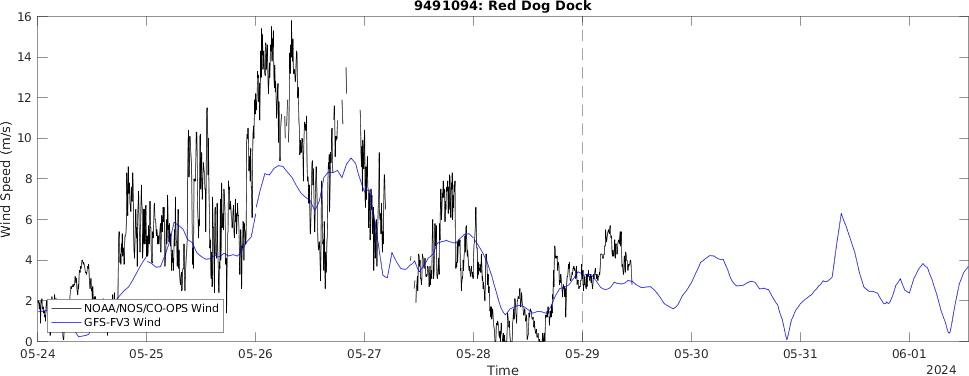 9491094: Red Dog Dock
Wind Speed (m/s)
16
14
12
10
8
6
4
2
0
NOAA/NOS/CO-OPS Wind
GFS-FV3 Wind
05-24 05-25 05-26 05-27 05-28 05-29 05-30 05-31 06-01
Time
2024